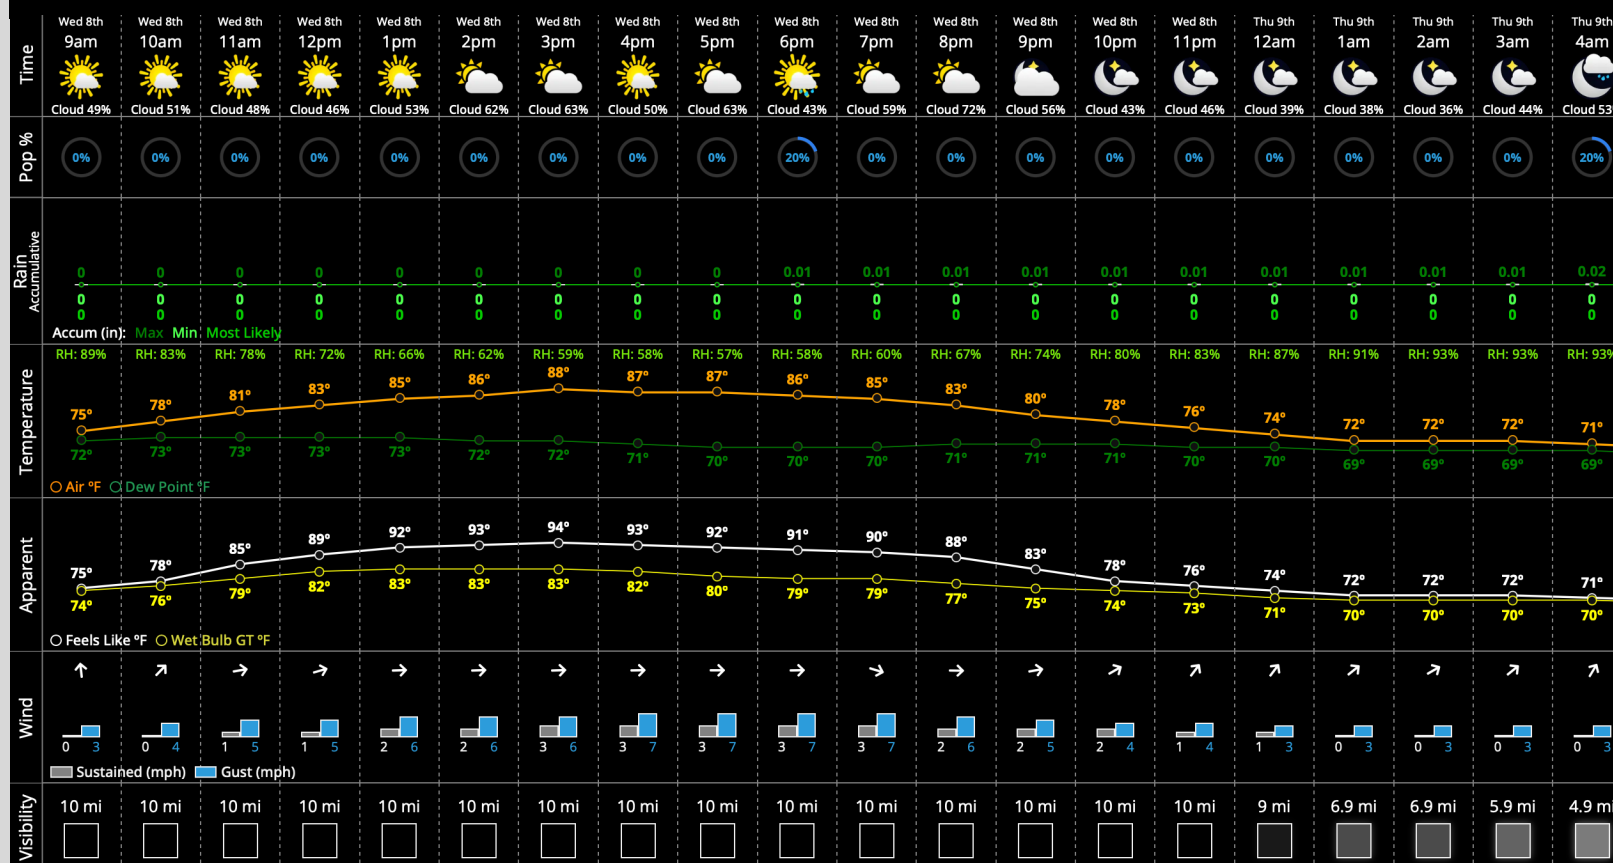 Time
Wed 8th Wed 8th Wed 8th Wed 8th Wed 8th Wed 8th Wed 8th Wed 8th Wed 8th Wed 8th Wed 8th Wed 8th Wed 8th Wed 8th Wed 8th Thu 9th Thu 9th Thu 9th Thu 9th Thu 9th
9am 10am 11am 12pm 1pm 2pm 3pm 4pm 5pm 6pm 7pm 8pm 9pm 10pm 11pm 12am 1am 2am 3am 4am
Cloud 49% Cloud 51% Cloud 48% Cloud 46% Cloud 53% Cloud 62% Cloud 63% Cloud 50% Cloud 63% Cloud 43% Cloud 59% Cloud 72% Cloud 56% Cloud 43% Cloud 46% Cloud 39% Cloud 38% Cloud 36% Cloud 44% Cloud 53
Pop %
0% 0% 0% 0% 0% 0% 0% 0% 0% 20% 0% 0% 0% 0% 0% 0% 0% 0% 0% 20%
Rain
Accumulative
0 0 0 0 0 0 0 0 0 0.01 0.01 0.01 0.01 0.01 0.01 0.01 0.01 0.01 0.01 0.02
0 0 0 0 0 0 0 0 0 0 0 0 0 0 0 0 0 0 0 0
0 0 0 0 0 0 0 0 0 0 0 0 0 0 0 0 0 0 0 0
Accum (in): Max Min Most Likely
Temperature
RH: 89% RH: 83% RH: 78% RH: 72% RH: 66% RH: 62% RH: 59% RH: 58% RH: 57% RH: 58% RH: 60% RH: 67% RH: 74% RH: 80% RH: 83% RH: 87% RH: 91% RH: 93% RH: 93% RH: 93%
75° 78° 81° 83° 85° 86° 88° 87° 87° 86° 85° 83° 80° 78° 76° 74° 72° 72° 72° 71°
72° 73° 73° 73° 73° 72° 72° 71° 70° 70° 70° 71° 71° 71° 70° 70° 69° 69° 69° 69°
Air °F Dew Point °F
Apparent
75° 78° 85° 89° 92° 93° 94° 93° 92° 91° 90° 88° 83° 78° 76° 74° 72° 72° 72° 71°
74° 76° 79° 82° 83° 83° 83° 82° 80° 79° 79° 77° 75° 74° 73° 71° 70° 70° 70° 70°
Feels Like °F Wet Bulb GT °F
Wind
0 3 0 4 1 5 1 5 2 6 2 6 3 6 3 7 3 7 3 7 3 7 2 6 2 5 2 4 1 4 1 3 0 3 0 3 0 3 0 3
Sustained (mph) Gust (mph)
Visibility
10 mi 10 mi 10 mi 10 mi 10 mi 10 mi 10 mi 10 mi 10 mi 10 mi 10 mi 10 mi 10 mi 10 mi 10 mi 9 mi 6.9 mi 6.9 mi 5.9 mi 4.9 mi